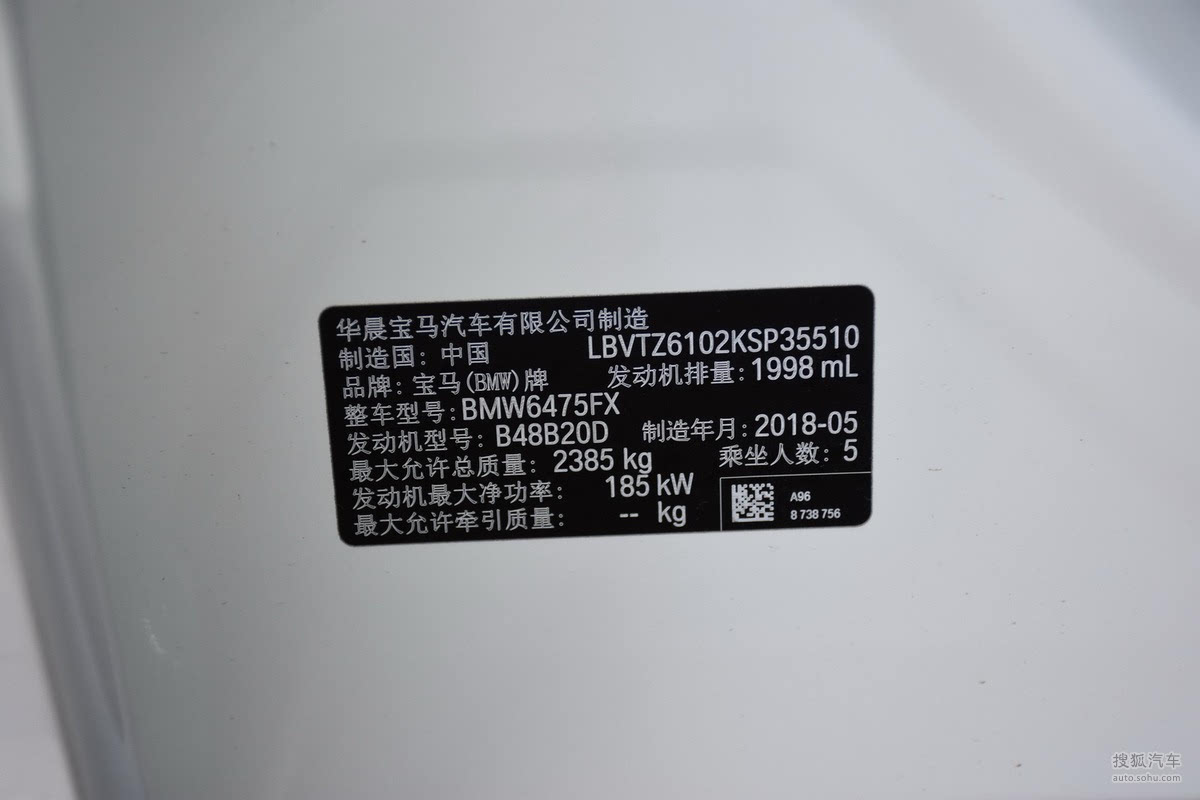 华晨宝马汽车有限公司制造
制造国：中国 LBVTZ6102KSP35510
品牌：宝马(BMW)牌 发动机排量：1998 mL
整车型号：BMW6475FX
发动机型号：B48B20D 制造年月：2018-05
最大允许总质量：2385 kg 乘坐人数：5
发动机最大净功率：185 kW
最大允许牵引质量：-- kg
A96
8 738 756
搜狐汽车
auto.sohu.com